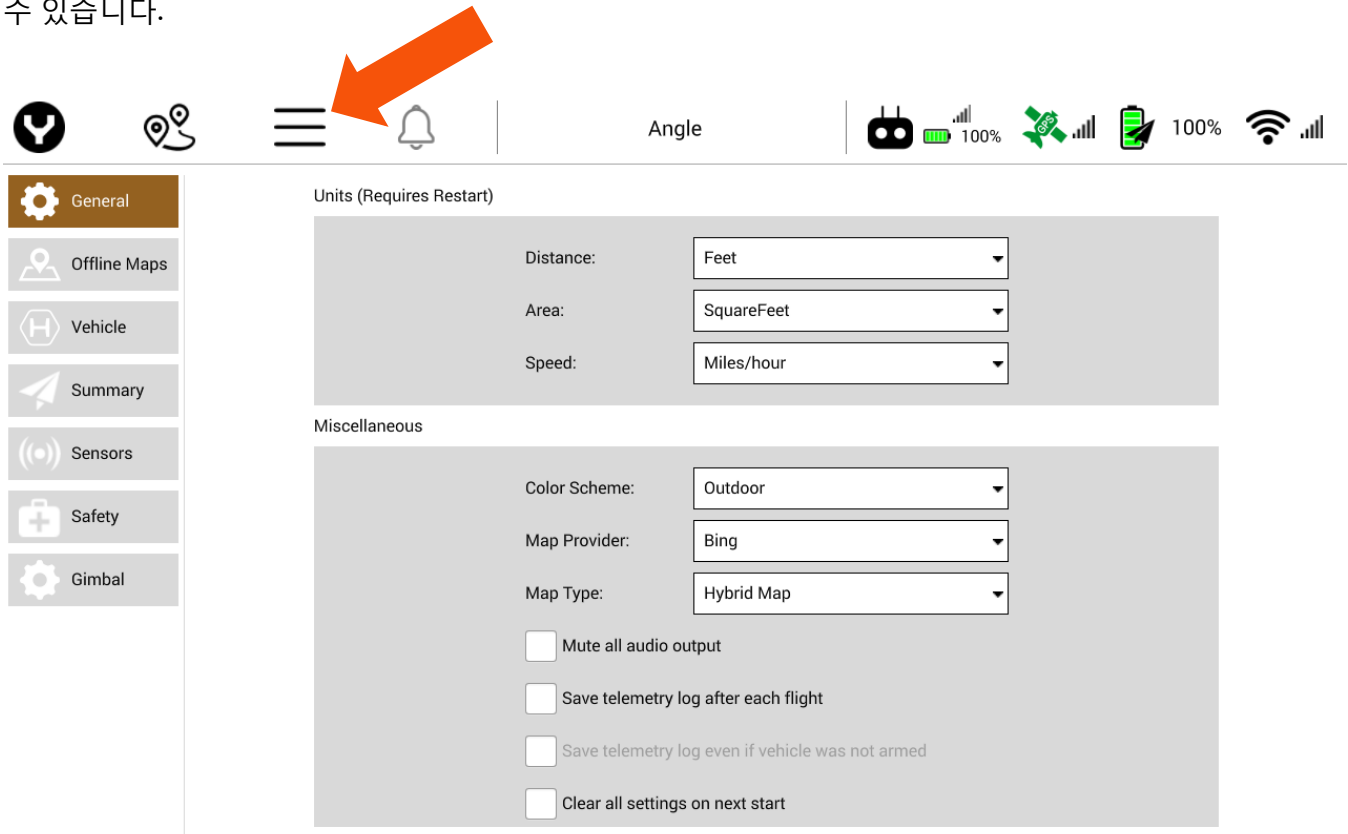 수 있습니다.
Angle
100%
GPS
100%
General
Offline Maps
Vehicle
Summary
Sensors
Safety
Gimbal
Units (Requires Restart)
Distance: Feet
Area: SquareFeet
Speed: Miles/hour
Miscellaneous
Color Scheme: Outdoor
Map Provider: Bing
Map Type: Hybrid Map
Mute all audio output
Save telemetry log after each flight
Save telemetry log even if vehicle was not armed
Clear all settings on next start